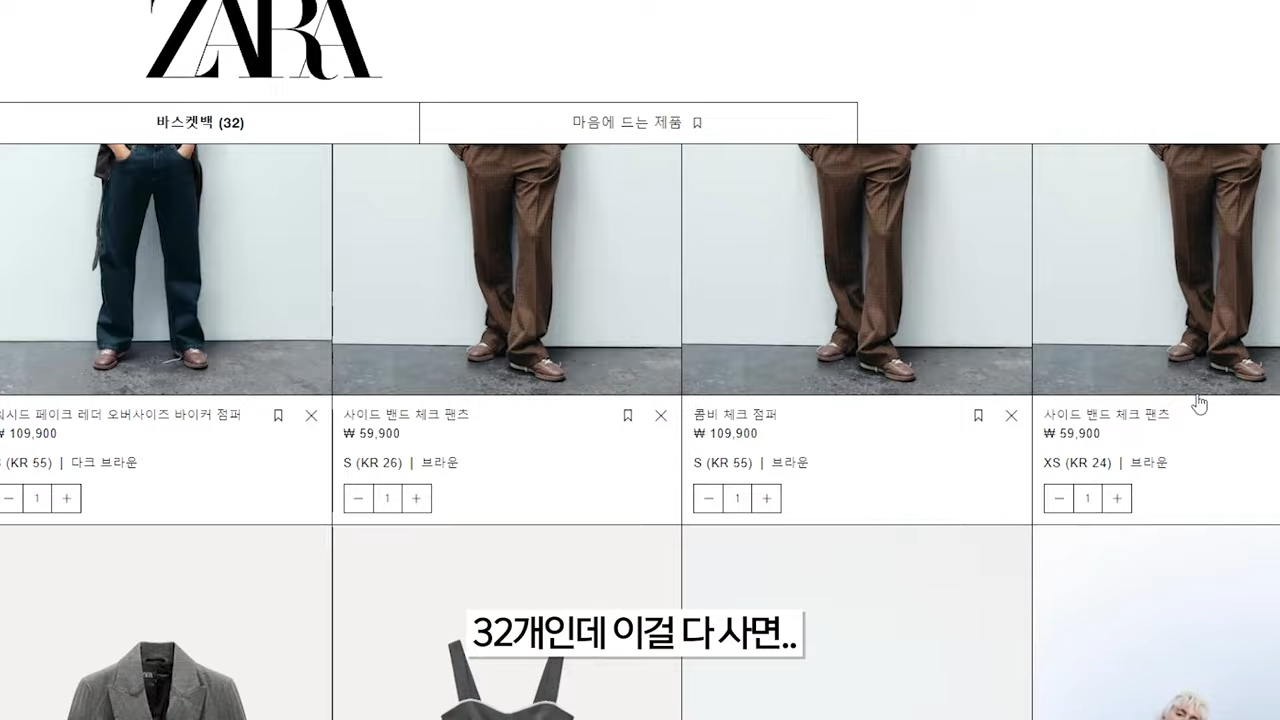 ZARA
바스켓백 (32)
마음에 드는 제품
페이크 레더 오버사이즈 바이커 점퍼
₩ 109,900
(KR 55) | 다크 브라운
1
사이드 밴드 체크 팬츠
₩ 59,900
S (KR 26) | 브라운
1
콤비 체크 점퍼
₩ 109,900
S (KR 55) | 브라운
1
사이드 밴드 체크 팬츠
₩ 59,900
XS (KR 24) | 브라운
1
32개인데 이걸 다 사면..